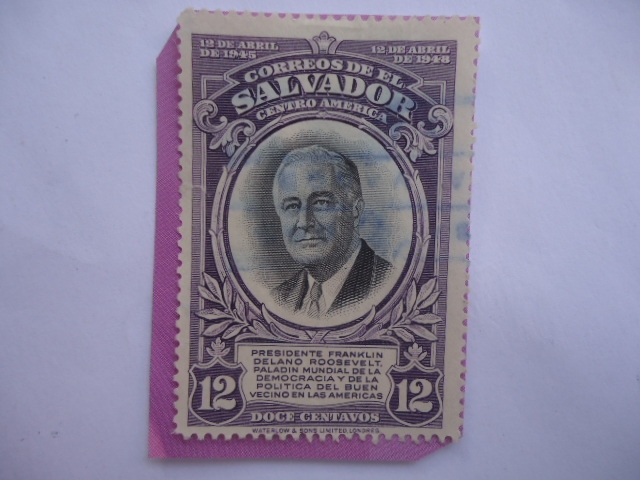 12 DE ABRIL
DE 1945
12 DE ABRIL
DE 1948
CORREOS DE EL
SALVADOR
CENTRO AMERICA
PRESIDENTE FRANKLIN
DELANO ROOSEVELT,
PALADIN MUNDIAL DE LA
DEMOCRACIA Y DE LA
POLITICA DEL BUEN
VECINO EN LAS AMERICAS
12
12
DOCE CENTAVOS
WATERLOW & SONS LIMITED, LONDRES.